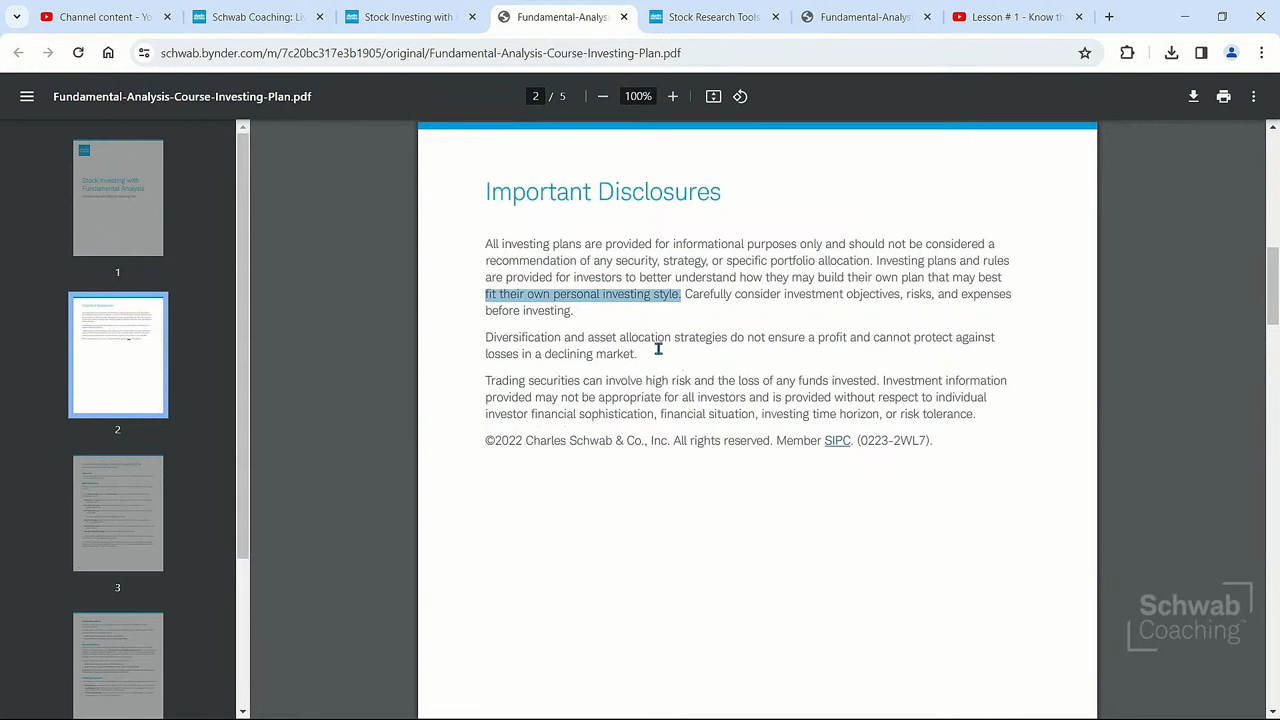 Channel content - Yo
Schwab Coaching: Li
Stock Investing with
Fundamental-Analys
Stock Research Tools
Fundamental-Analys
Lesson # 1 - Know th
schwab.bynder.com/m/7c20bc317e3b1905/original/Fundamental-Analysis-Course-Investing-Plan.pdf
Fundamental-Analysis-Course-Investing-Plan.pdf
2 / 5
100%
Stock Investing with
Fundamental Analysis
1
2
3
Important Disclosures
All investing plans are provided for informational purposes only and should not be considered a
recommendation of any security, strategy, or specific portfolio allocation. Investing plans and rules
are provided for investors to better understand how they may build their own plan that may best
fit their own personal investing style. Carefully consider investment objectives, risks, and expenses
before investing.
Diversification and asset allocation strategies do not ensure a profit and cannot protect against
losses in a declining market.
Trading securities can involve high risk and the loss of any funds invested. Investment information
provided may not be appropriate for all investors and is provided without respect to individual
investor financial sophistication, financial situation, investing time horizon, or risk tolerance.
©2022 Charles Schwab & Co., Inc. All rights reserved. Member SIPC. (0223-2WL7).
Schwab
Coaching™